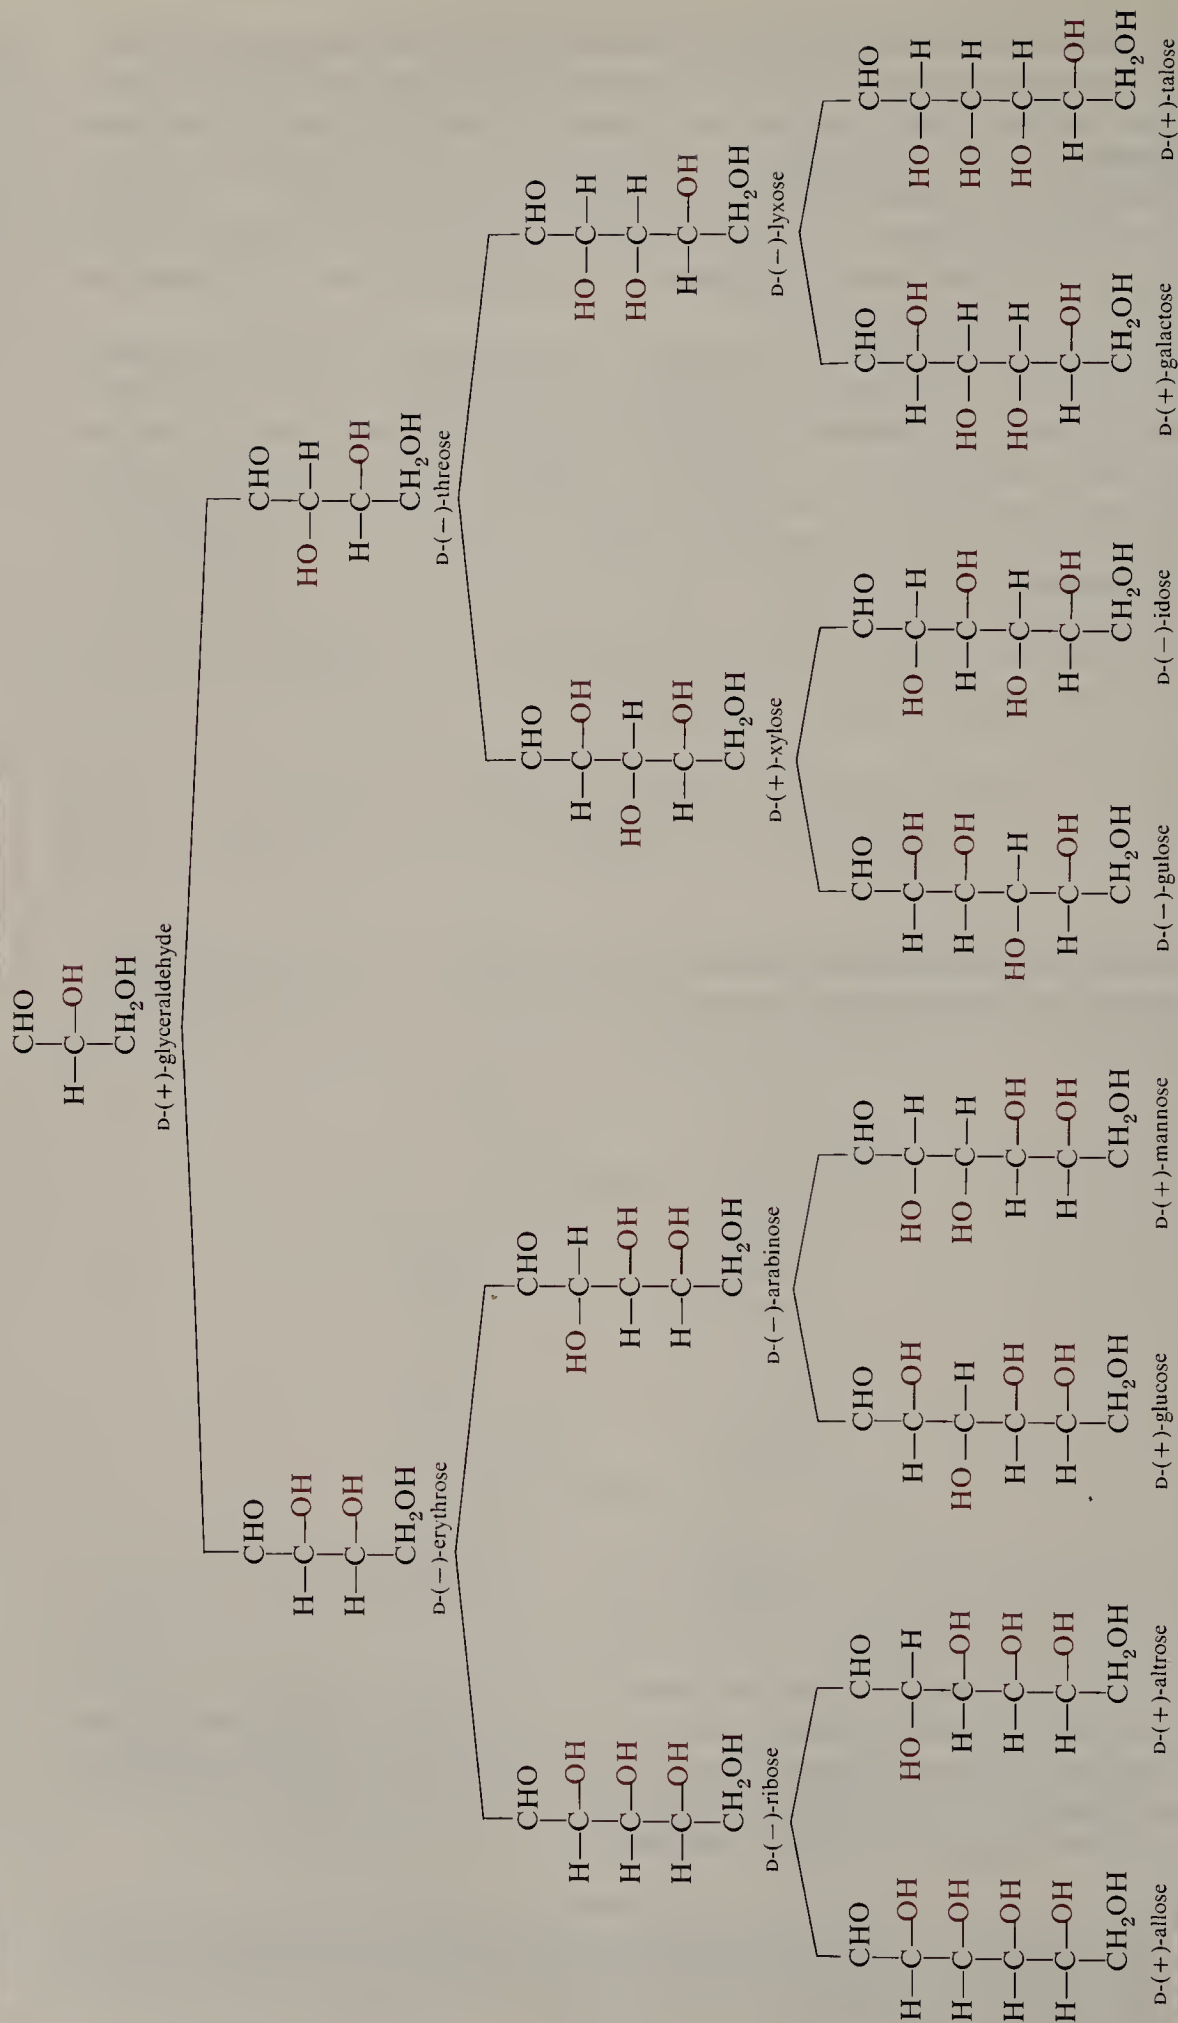 CHO
H—C—OH
CH₂OH
D-(+)-glyceraldehyde
CHO
H—C—OH
H—C—OH
CH₂OH
D-(−)-erythrose
CHO
HO—C—H
H—C—OH
CH₂OH
D-(−)-threose
CHO
H—C—OH
H—C—OH
H—C—OH
CH₂OH
D-(−)-ribose
CHO
HO—C—H
H—C—OH
H—C—OH
CH₂OH
D-(−)-arabinose
CHO
H—C—OH
HO—C—H
H—C—OH
CH₂OH
D-(+)-xylose
CHO
HO—C—H
HO—C—H
H—C—OH
CH₂OH
D-(−)-lyxose
CHO
H—C—OH
H—C—OH
H—C—OH
H—C—OH
CH₂OH
D-(+)-allose
CHO
HO—C—H
H—C—OH
H—C—OH
H—C—OH
CH₂OH
D-(+)-altrose
CHO
H—C—OH
HO—C—H
H—C—OH
H—C—OH
CH₂OH
D-(+)-glucose
CHO
HO—C—H
HO—C—H
H—C—OH
H—C—OH
CH₂OH
D-(+)-mannose
CHO
H—C—OH
H—C—OH
HO—C—H
H—C—OH
CH₂OH
D-(−)-gulose
CHO
HO—C—H
H—C—OH
HO—C—H
H—C—OH
CH₂OH
D-(−)-idose
CHO
H—C—OH
HO—C—H
HO—C—H
H—C—OH
CH₂OH
D-(+)-galactose
CHO
HO—C—H
HO—C—H
HO—C—H
H—C—OH
CH₂OH
D-(+)-talose